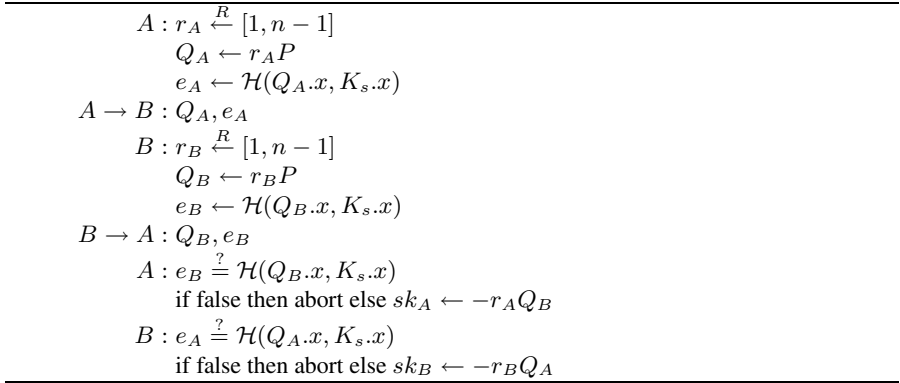 A : r_A ←^R [1, n − 1]
Q_A ← r_A P
e_A ← ℋ(Q_A.x, K_s.x)
A → B : Q_A, e_A
B : r_B ←^R [1, n − 1]
Q_B ← r_B P
e_B ← ℋ(Q_B.x, K_s.x)
B → A : Q_B, e_B
A : e_B ≟ ℋ(Q_B.x, K_s.x)
if false then abort else sk_A ← −r_A Q_B
B : e_A ≟ ℋ(Q_A.x, K_s.x)
if false then abort else sk_B ← −r_B Q_A